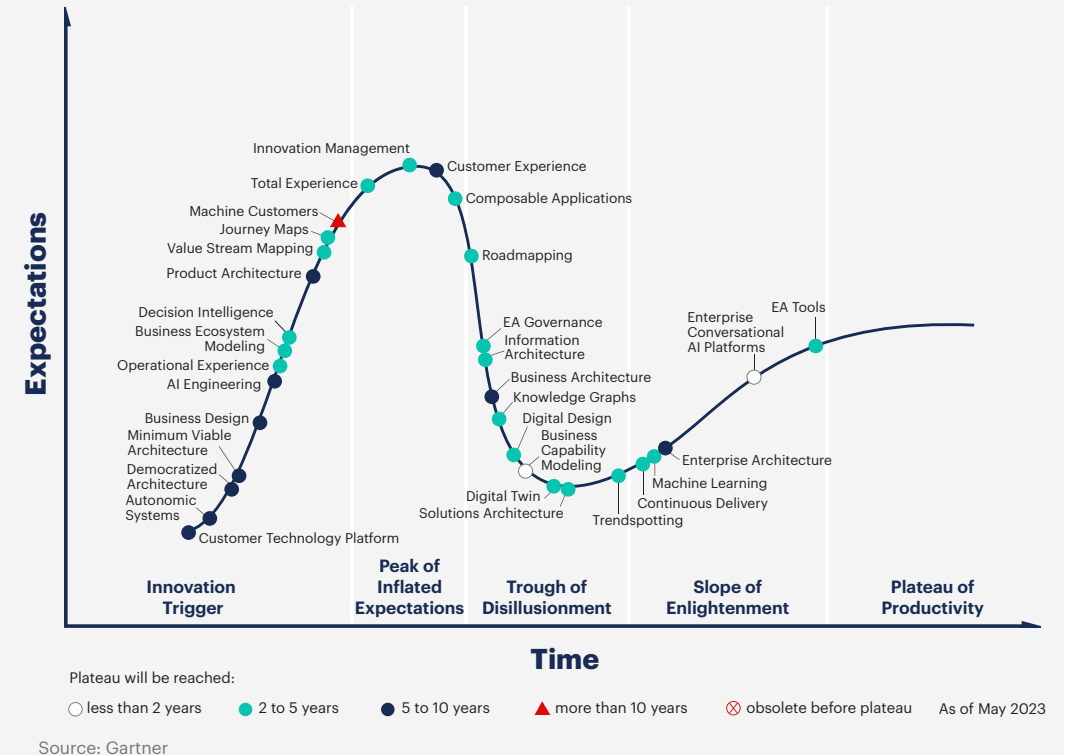 Expectations
Innovation Management
Customer Experience
Total Experience
Composable Applications
Machine Customers
Journey Maps
Value Stream Mapping
Roadmapping
Product Architecture
Decision Intelligence
Business Ecosystem
Modeling
Operational Experience
AI Engineering
Business Design
Minimum Viable
Architecture
Democratized
Architecture
Autonomic
Systems
Customer Technology Platform
EA Governance
Information
Architecture
Business Architecture
Knowledge Graphs
Digital Design
Business
Capability
Modeling
Digital Twin
Solutions Architecture
Trendspotting
Continuous Delivery
Machine Learning
Enterprise Architecture
Enterprise
Conversational
AI Platforms
EA Tools
Innovation
Trigger
Peak of
Inflated
Expectations
Trough of
Disillusionment
Slope of
Enlightenment
Plateau of
Productivity
Time
Plateau will be reached:
less than 2 years
2 to 5 years
5 to 10 years
more than 10 years
obsolete before plateau
As of May 2023
Source: Gartner